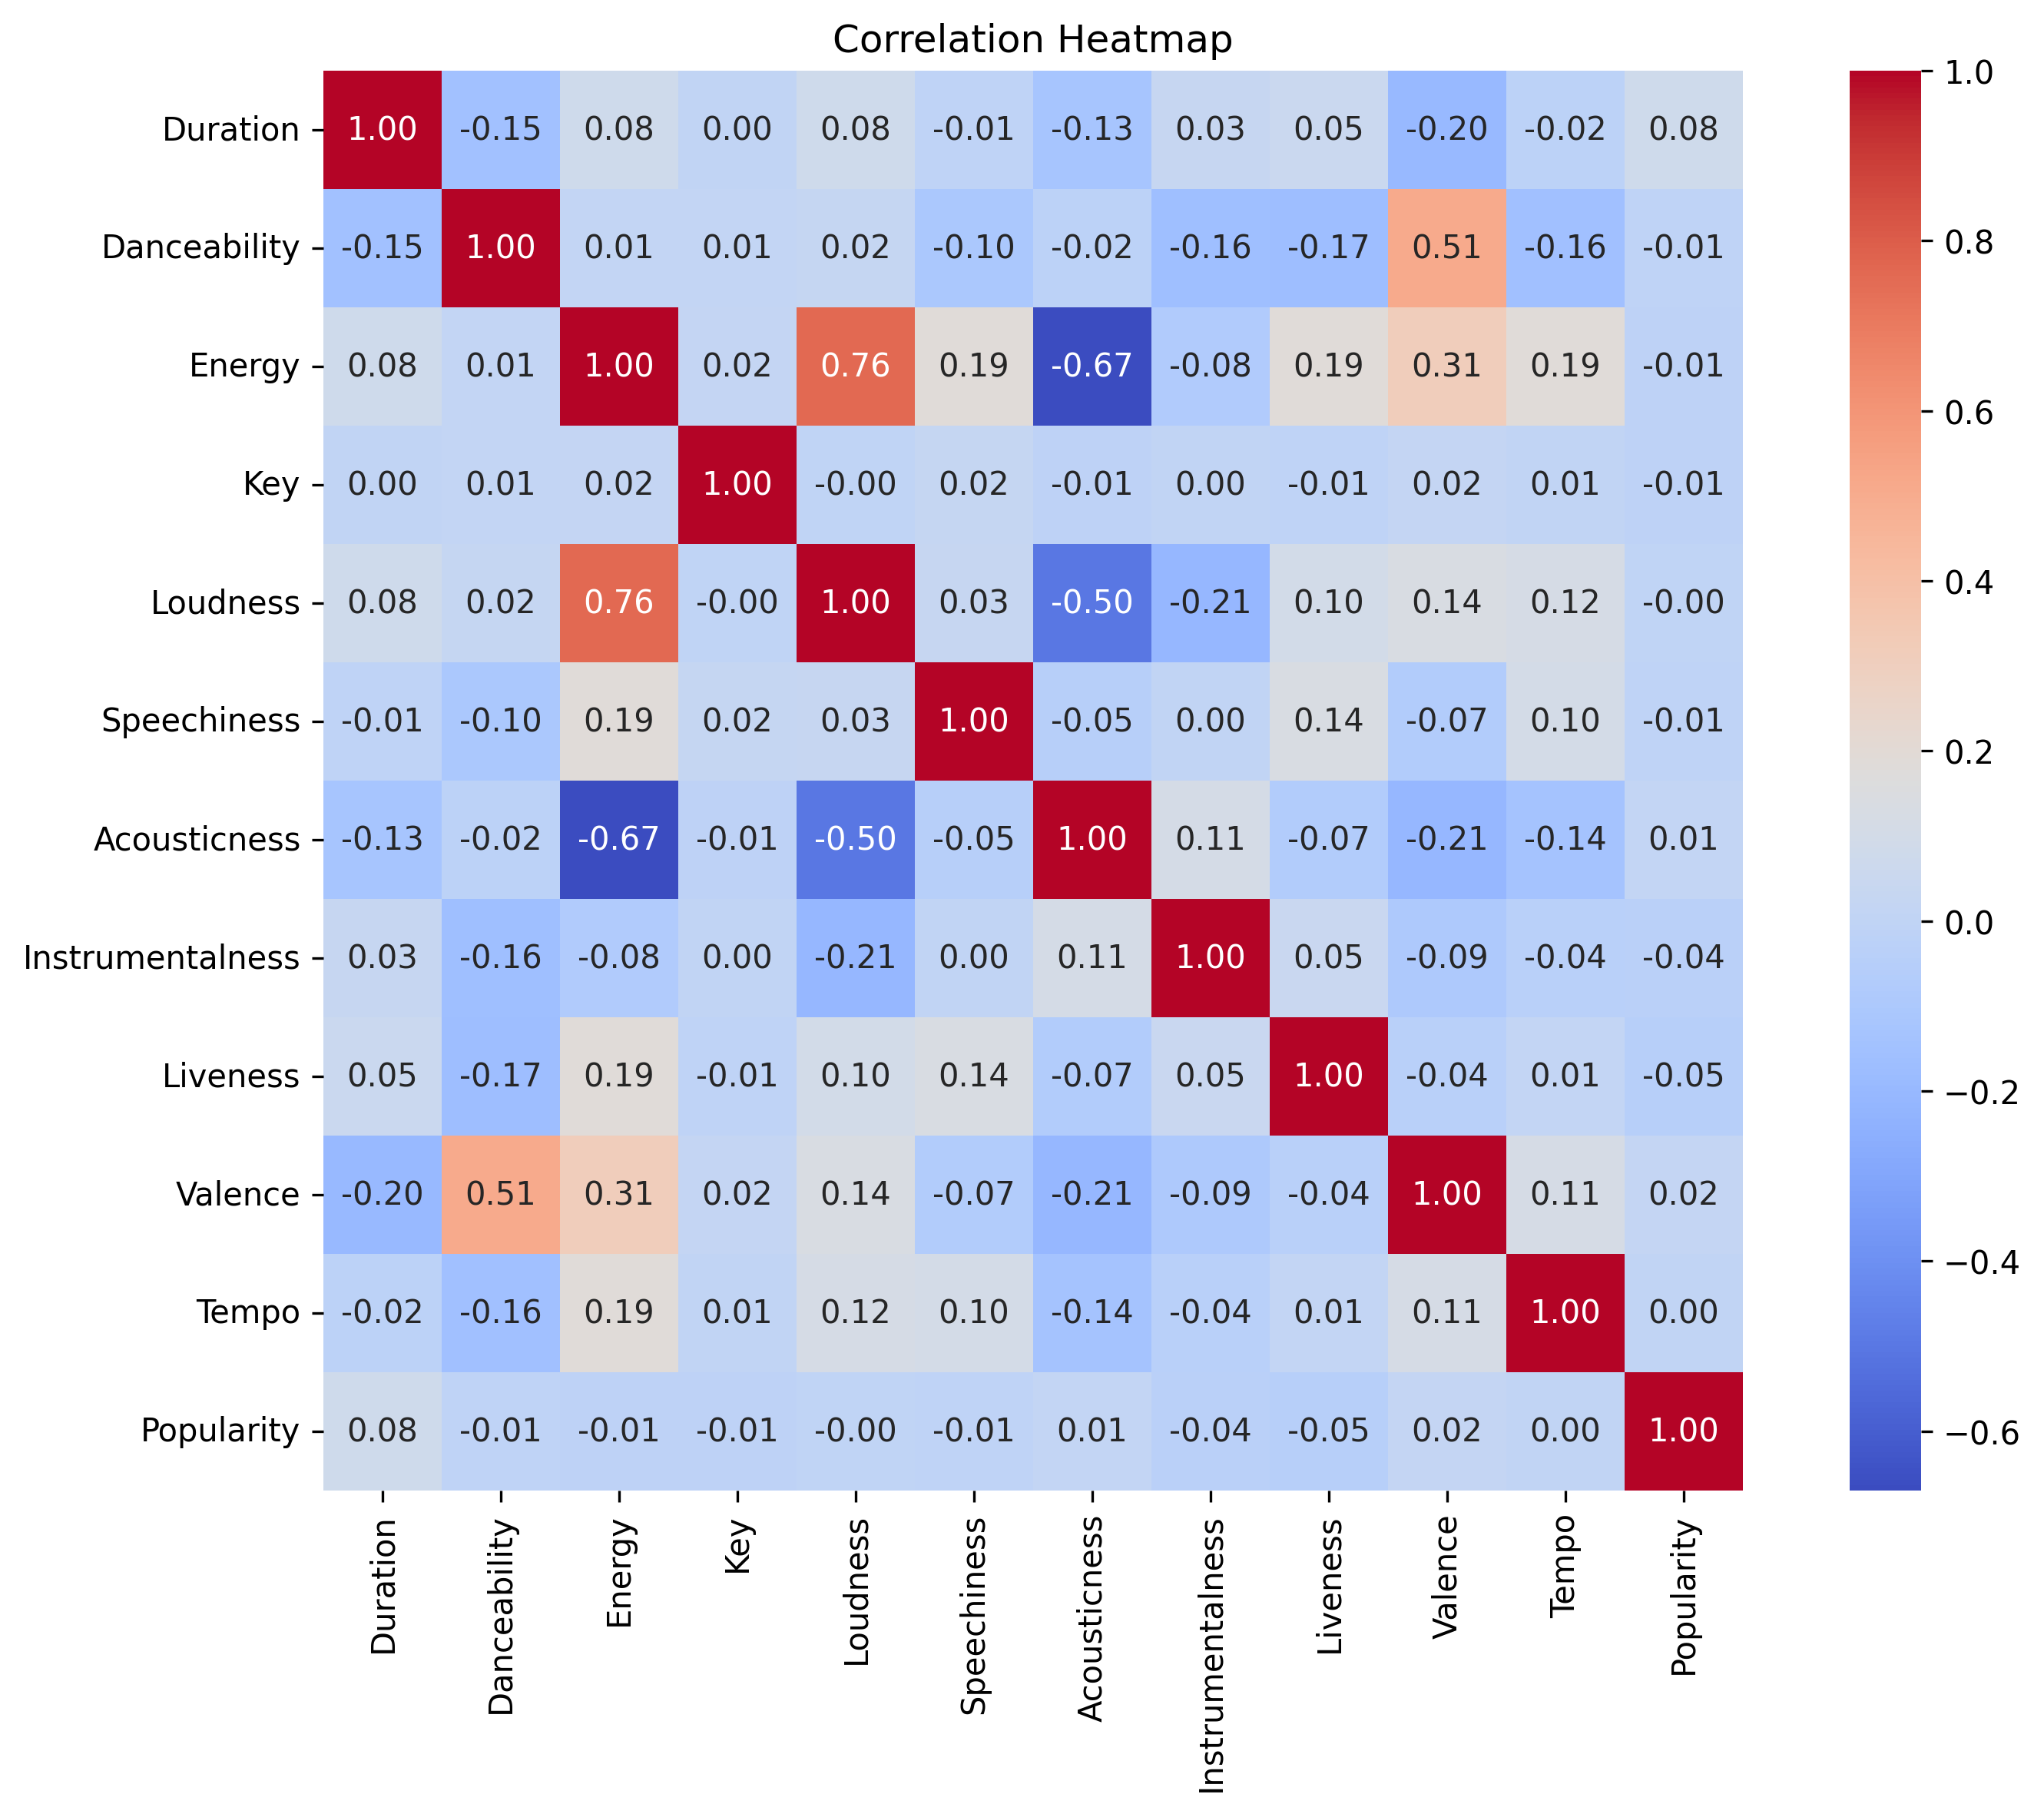 Correlation Heatmap
Duration 1.00 -0.15 0.08 0.00 0.08 -0.01 -0.13 0.03 0.05 -0.20 -0.02 0.08
Danceability -0.15 1.00 0.01 0.01 0.02 -0.10 -0.02 -0.16 -0.17 0.51 -0.16 -0.01
Energy 0.08 0.01 1.00 0.02 0.76 0.19 -0.67 -0.08 0.19 0.31 0.19 -0.01
Key 0.00 0.01 0.02 1.00 -0.00 0.02 -0.01 0.00 -0.01 0.02 0.01 -0.01
Loudness 0.08 0.02 0.76 -0.00 1.00 0.03 -0.50 -0.21 0.10 0.14 0.12 -0.00
Speechiness -0.01 -0.10 0.19 0.02 0.03 1.00 -0.05 0.00 0.14 -0.07 0.10 -0.01
Acousticness -0.13 -0.02 -0.67 -0.01 -0.50 -0.05 1.00 0.11 -0.07 -0.21 -0.14 0.01
Instrumentalness 0.03 -0.16 -0.08 0.00 -0.21 0.00 0.11 1.00 0.05 -0.09 -0.04 -0.04
Liveness 0.05 -0.17 0.19 -0.01 0.10 0.14 -0.07 0.05 1.00 -0.04 0.01 -0.05
Valence -0.20 0.51 0.31 0.02 0.14 -0.07 -0.21 -0.09 -0.04 1.00 0.11 0.02
Tempo -0.02 -0.16 0.19 0.01 0.12 0.10 -0.14 -0.04 0.01 0.11 1.00 0.00
Popularity 0.08 -0.01 -0.01 -0.01 -0.00 -0.01 0.01 -0.04 -0.05 0.02 0.00 1.00
Duration
Danceability
Energy
Key
Loudness
Speechiness
Acousticness
Instrumentalness
Liveness
Valence
Tempo
Popularity
1.0
0.8
0.6
0.4
0.2
0.0
−0.2
−0.4
−0.6